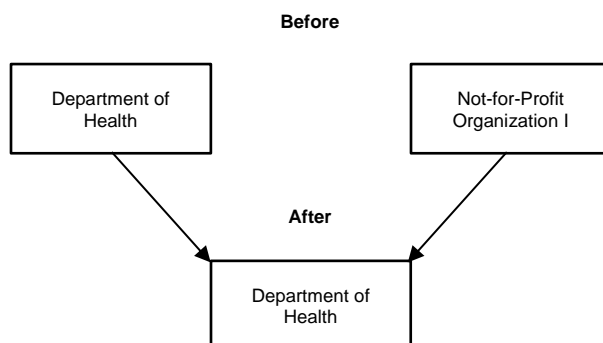 Before
Department of
Health
Not-for-Profit
Organization I
After
Department of
Health